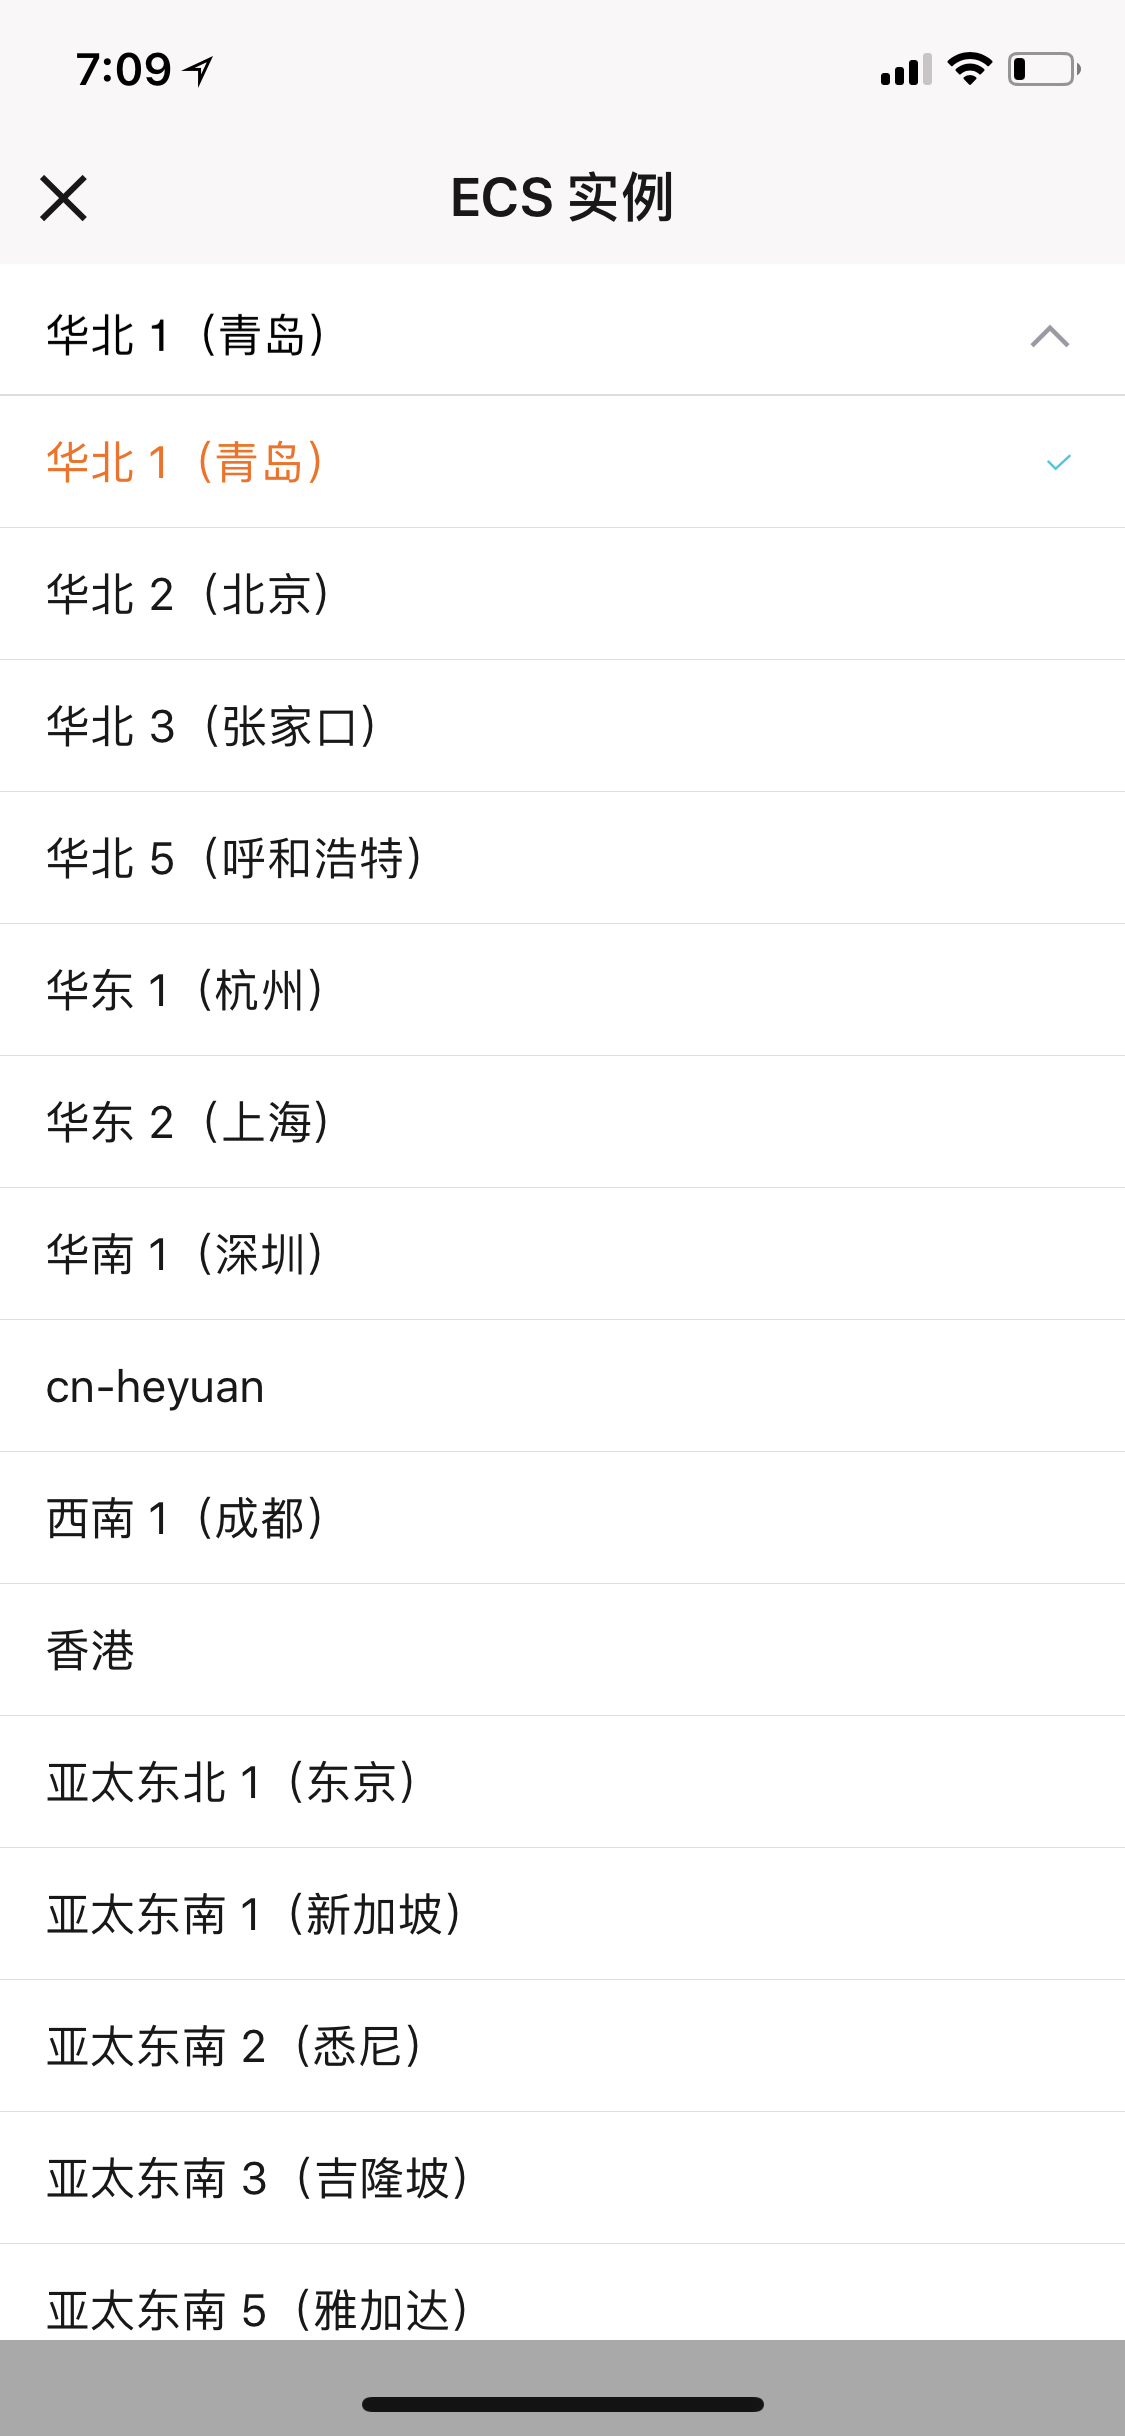 7:09
ECS 实例
华北 1（青岛）
华北 1（青岛）
华北 2（北京）
华北 3（张家口）
华北 5（呼和浩特）
华东 1（杭州）
华东 2（上海）
华南 1（深圳）
cn-heyuan
西南 1（成都）
香港
亚太东北 1（东京）
亚太东南 1（新加坡）
亚太东南 2（悉尼）
亚太东南 3（吉隆坡）
亚太东南 5（雅加达）